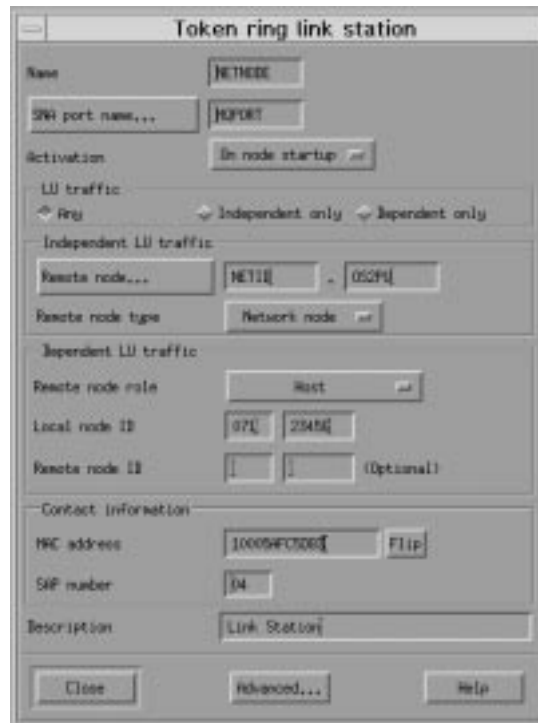 Token ring link station
Name NETNODE
SNA port name... MQPORT
Activation On node startup
LU traffic
Any Independent only Dependent only
Independent LU traffic
Remote node... NETID . OS2PU
Remote node type Network node
Dependent LU traffic
Remote node role Host
Local node ID 071 23456
Remote node ID (Optional)
Contact information
MAC address Flip
SAP number 04
Description Link Station
Close Advanced... Help